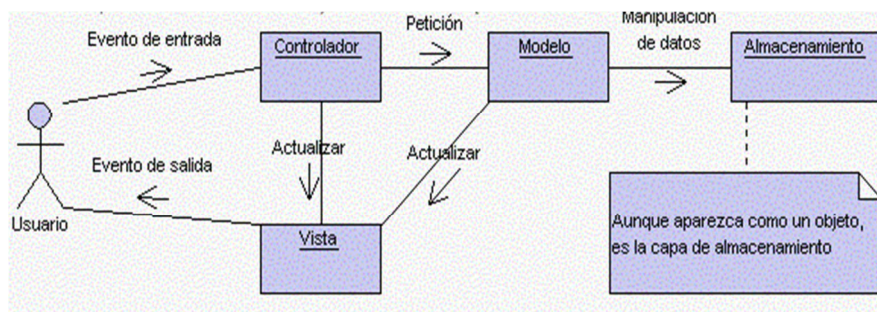 Evento de entrada
Controlador
Petición
Modelo
Manipulación
de datos
Almacenamiento
Actualizar
Actualizar
Evento de salida
Usuario
Vista
Aunque aparezca como un objeto,
es la capa de almacenamiento